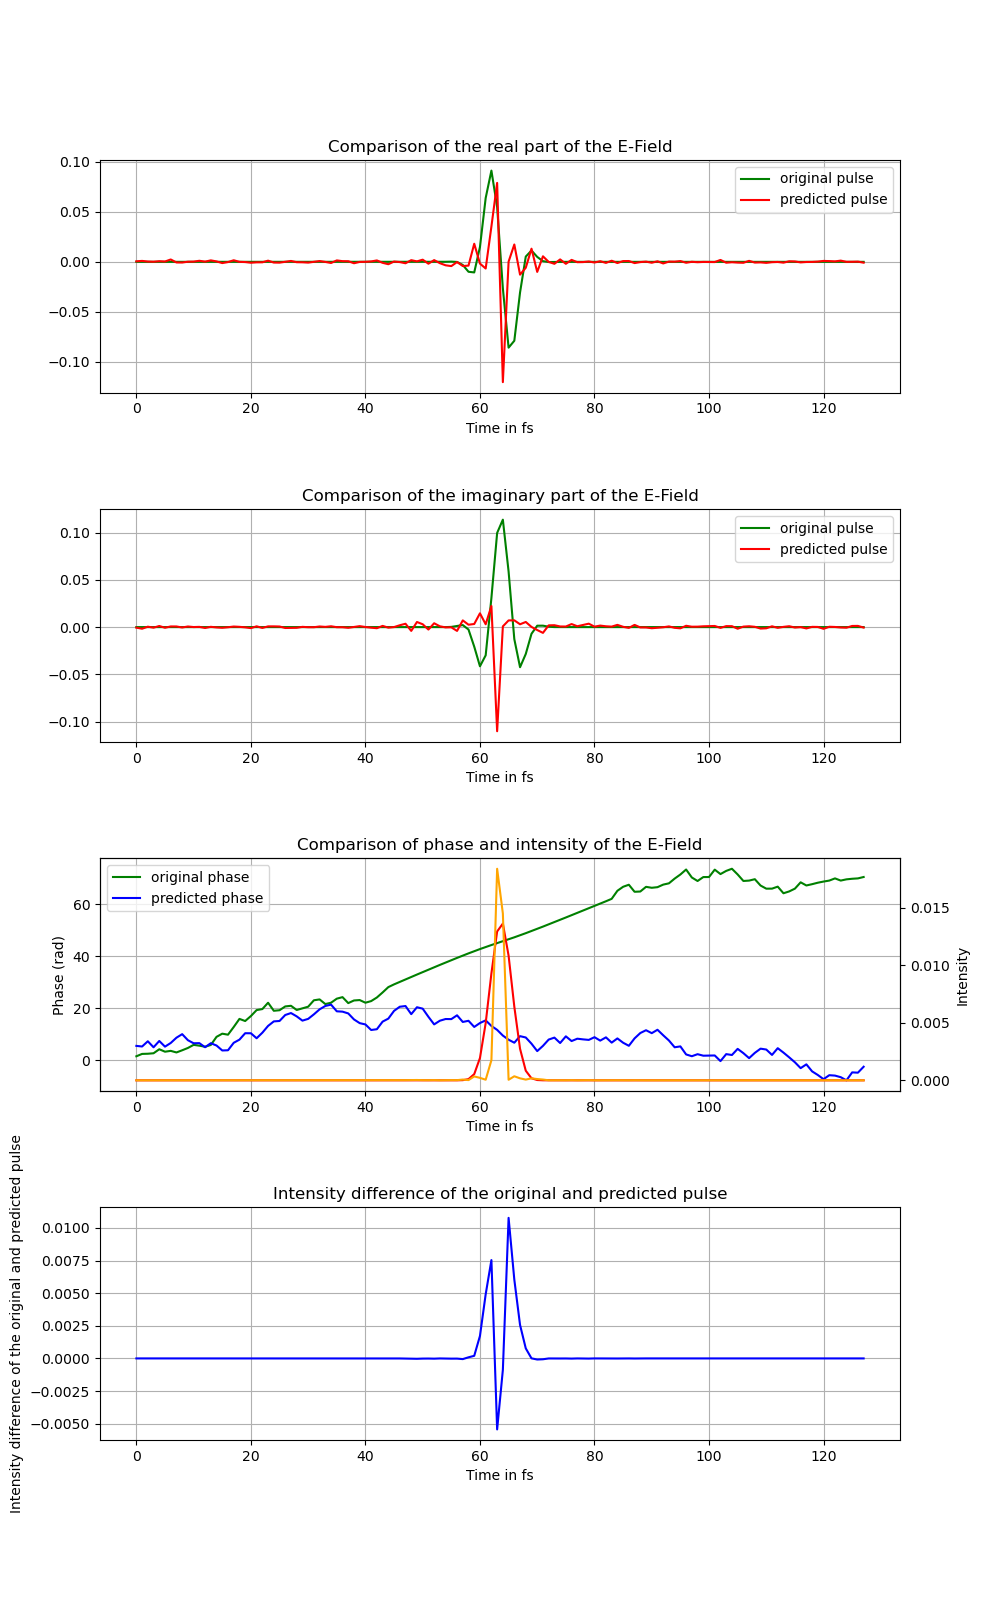 Comparison of the real part of the E-Field
0.10
0.05
0.00
−0.05
−0.10
original pulse
predicted pulse
0 20 40 60 80 100 120
Time in fs
Comparison of the imaginary part of the E-Field
0.10
0.05
0.00
−0.05
−0.10
original pulse
predicted pulse
0 20 40 60 80 100 120
Time in fs
Comparison of phase and intensity of the E-Field
Phase (rad)
60
40
20
0
original phase
predicted phase
0.015
0.010
0.005
0.000
Intensity
0 20 40 60 80 100 120
Time in fs
Intensity difference of the original and predicted pulse
Intensity difference of the original and predicted pulse
0.0100
0.0075
0.0050
0.0025
0.0000
−0.0025
−0.0050
0 20 40 60 80 100 120
Time in fs